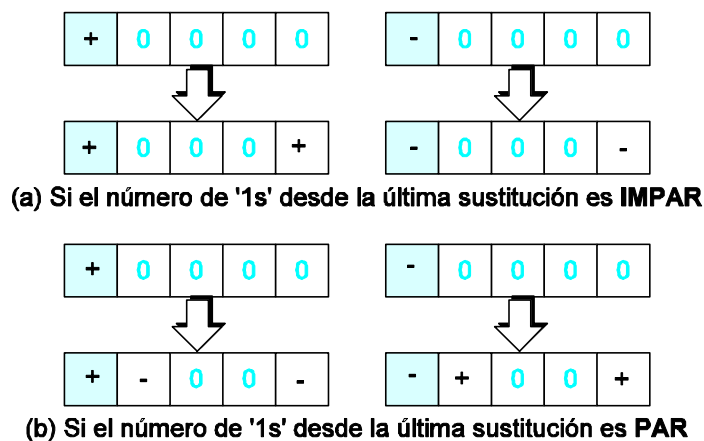 + 0 0 0 0 - 0 0 0 0
+ 0 0 0 + - 0 0 0 -
(a) Si el número de '1s' desde la última sustitución es IMPAR
+ 0 0 0 0 - 0 0 0 0
+ - 0 0 - - + 0 0 +
(b) Si el número de '1s' desde la última sustitución es PAR